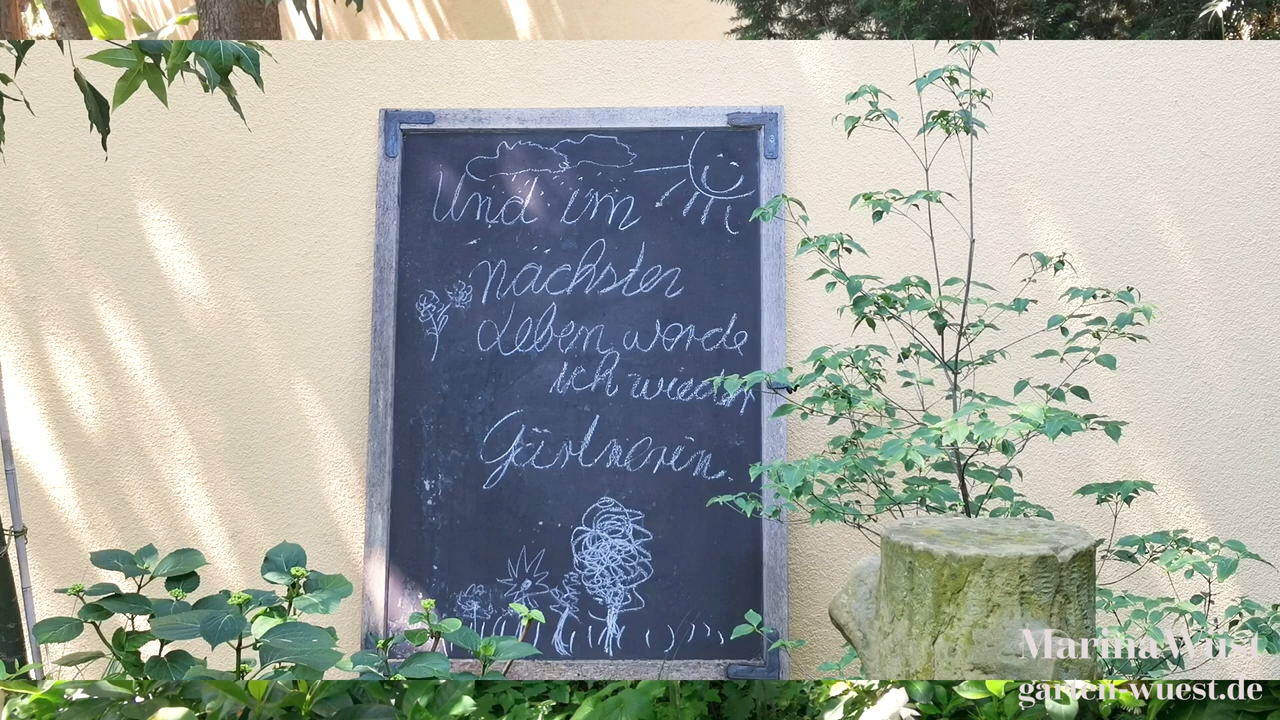 Und im
nächsten
Leben werde
ich wieder
Gärtnerin.
Marina Wüst
garten-wuest.de